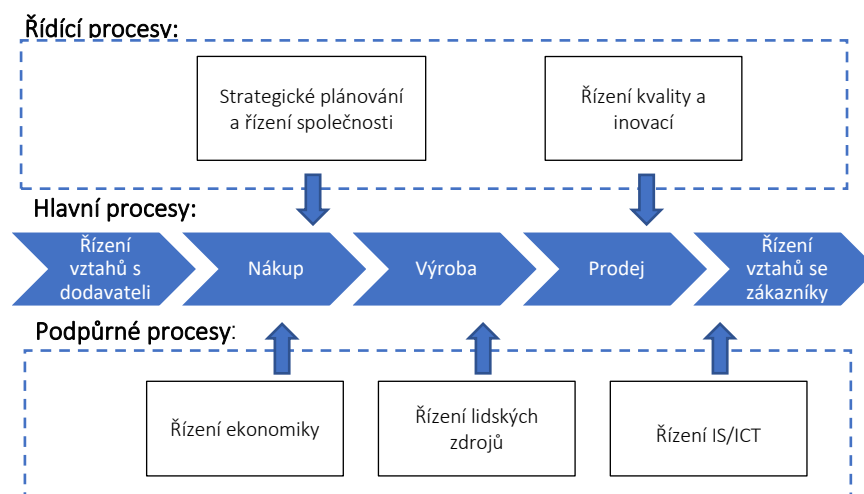 Řídící procesy:
Strategické plánování
a řízení společnosti
Řízení kvality a
inovací
Hlavní procesy:
Řízení
vztahů s
dodavateli
Nákup
Výroba
Prodej
Řízení
vztahů se
zákazníky
Podpůrné procesy:
Řízení ekonomiky
Řízení lidských
zdrojů
Řízení IS/ICT